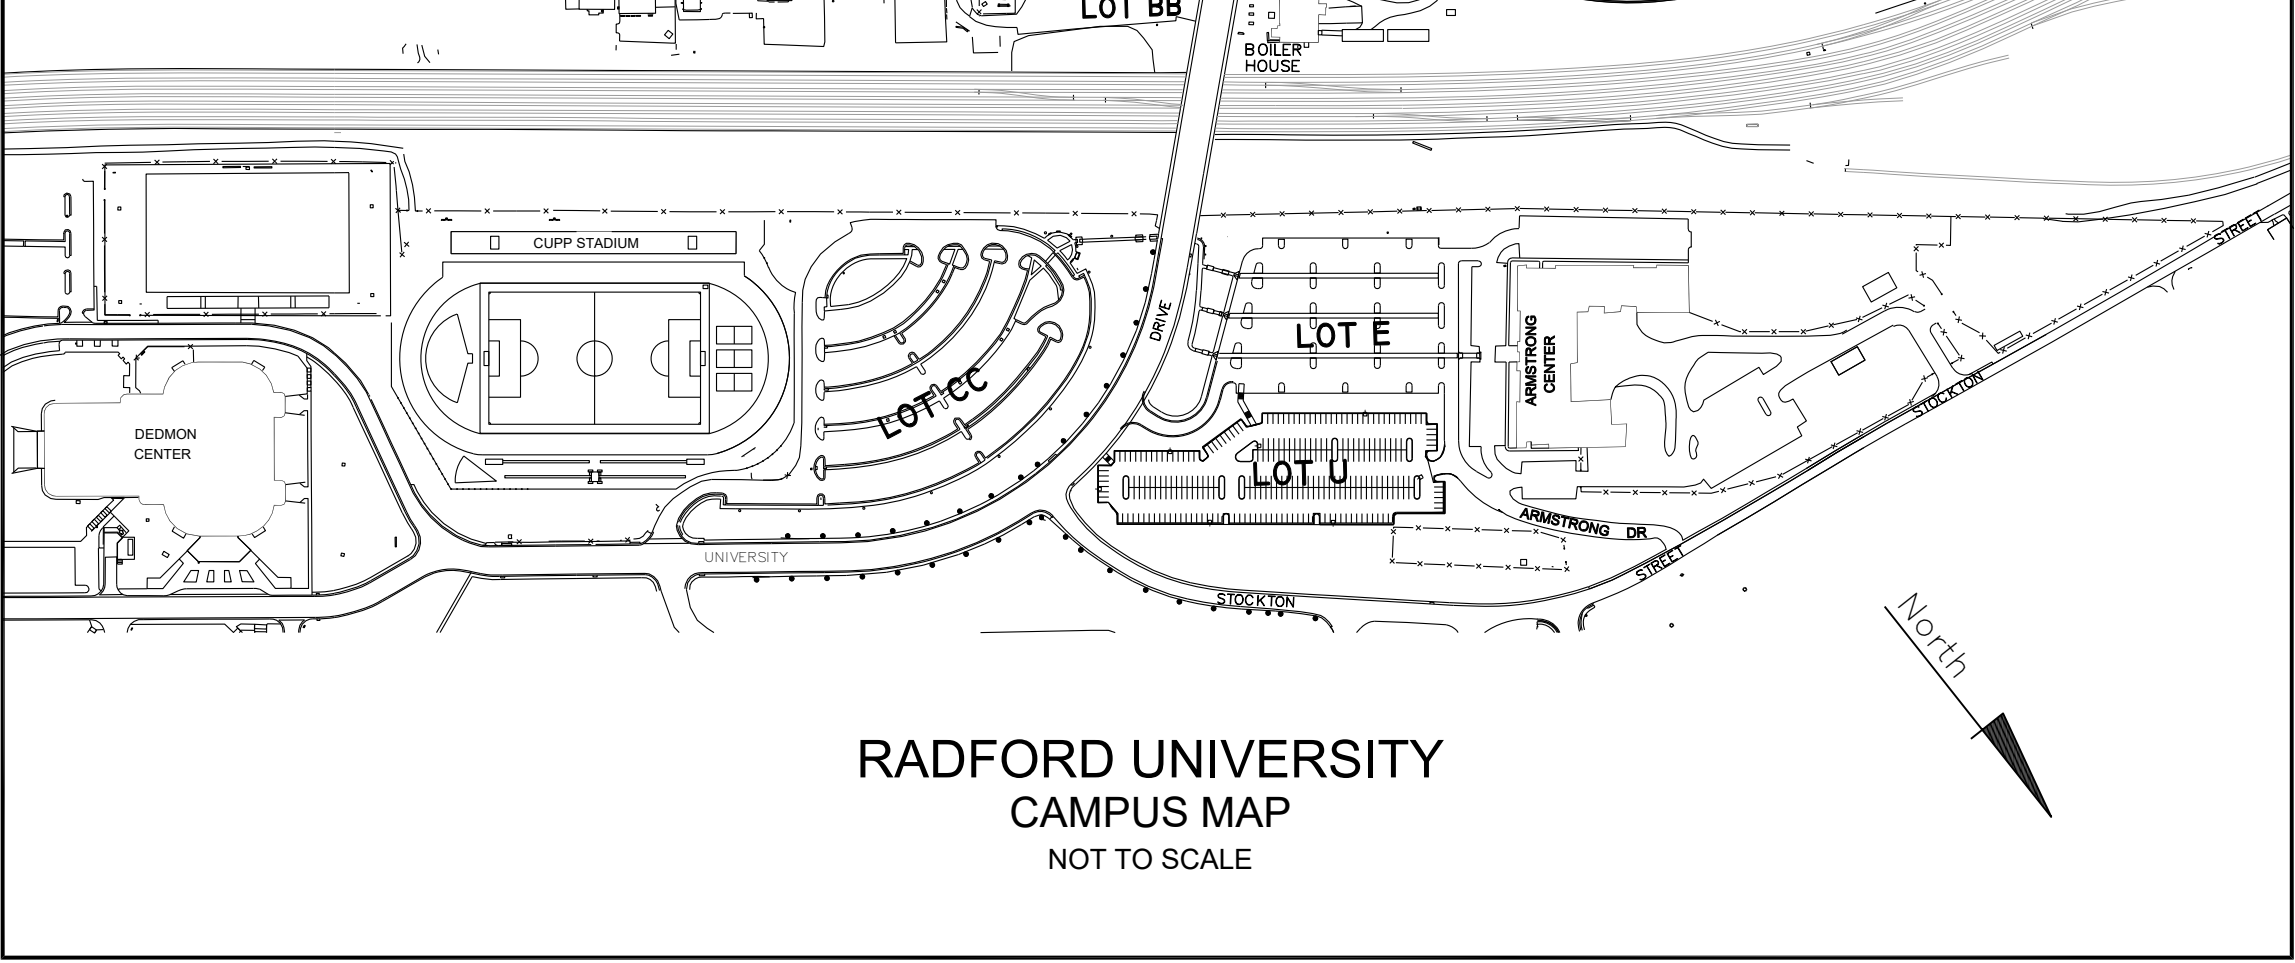 LOT BB
BOILER
HOUSE
STREET
CUPP STADIUM
DRIVE
LOT E
ARMSTRONG
CENTER
LOT CC
STOCKTON
DEDMON
CENTER
LOT U
ARMSTRONG DR
UNIVERSITY
STREET
STOCKTON
North
RADFORD UNIVERSITY
CAMPUS MAP
NOT TO SCALE